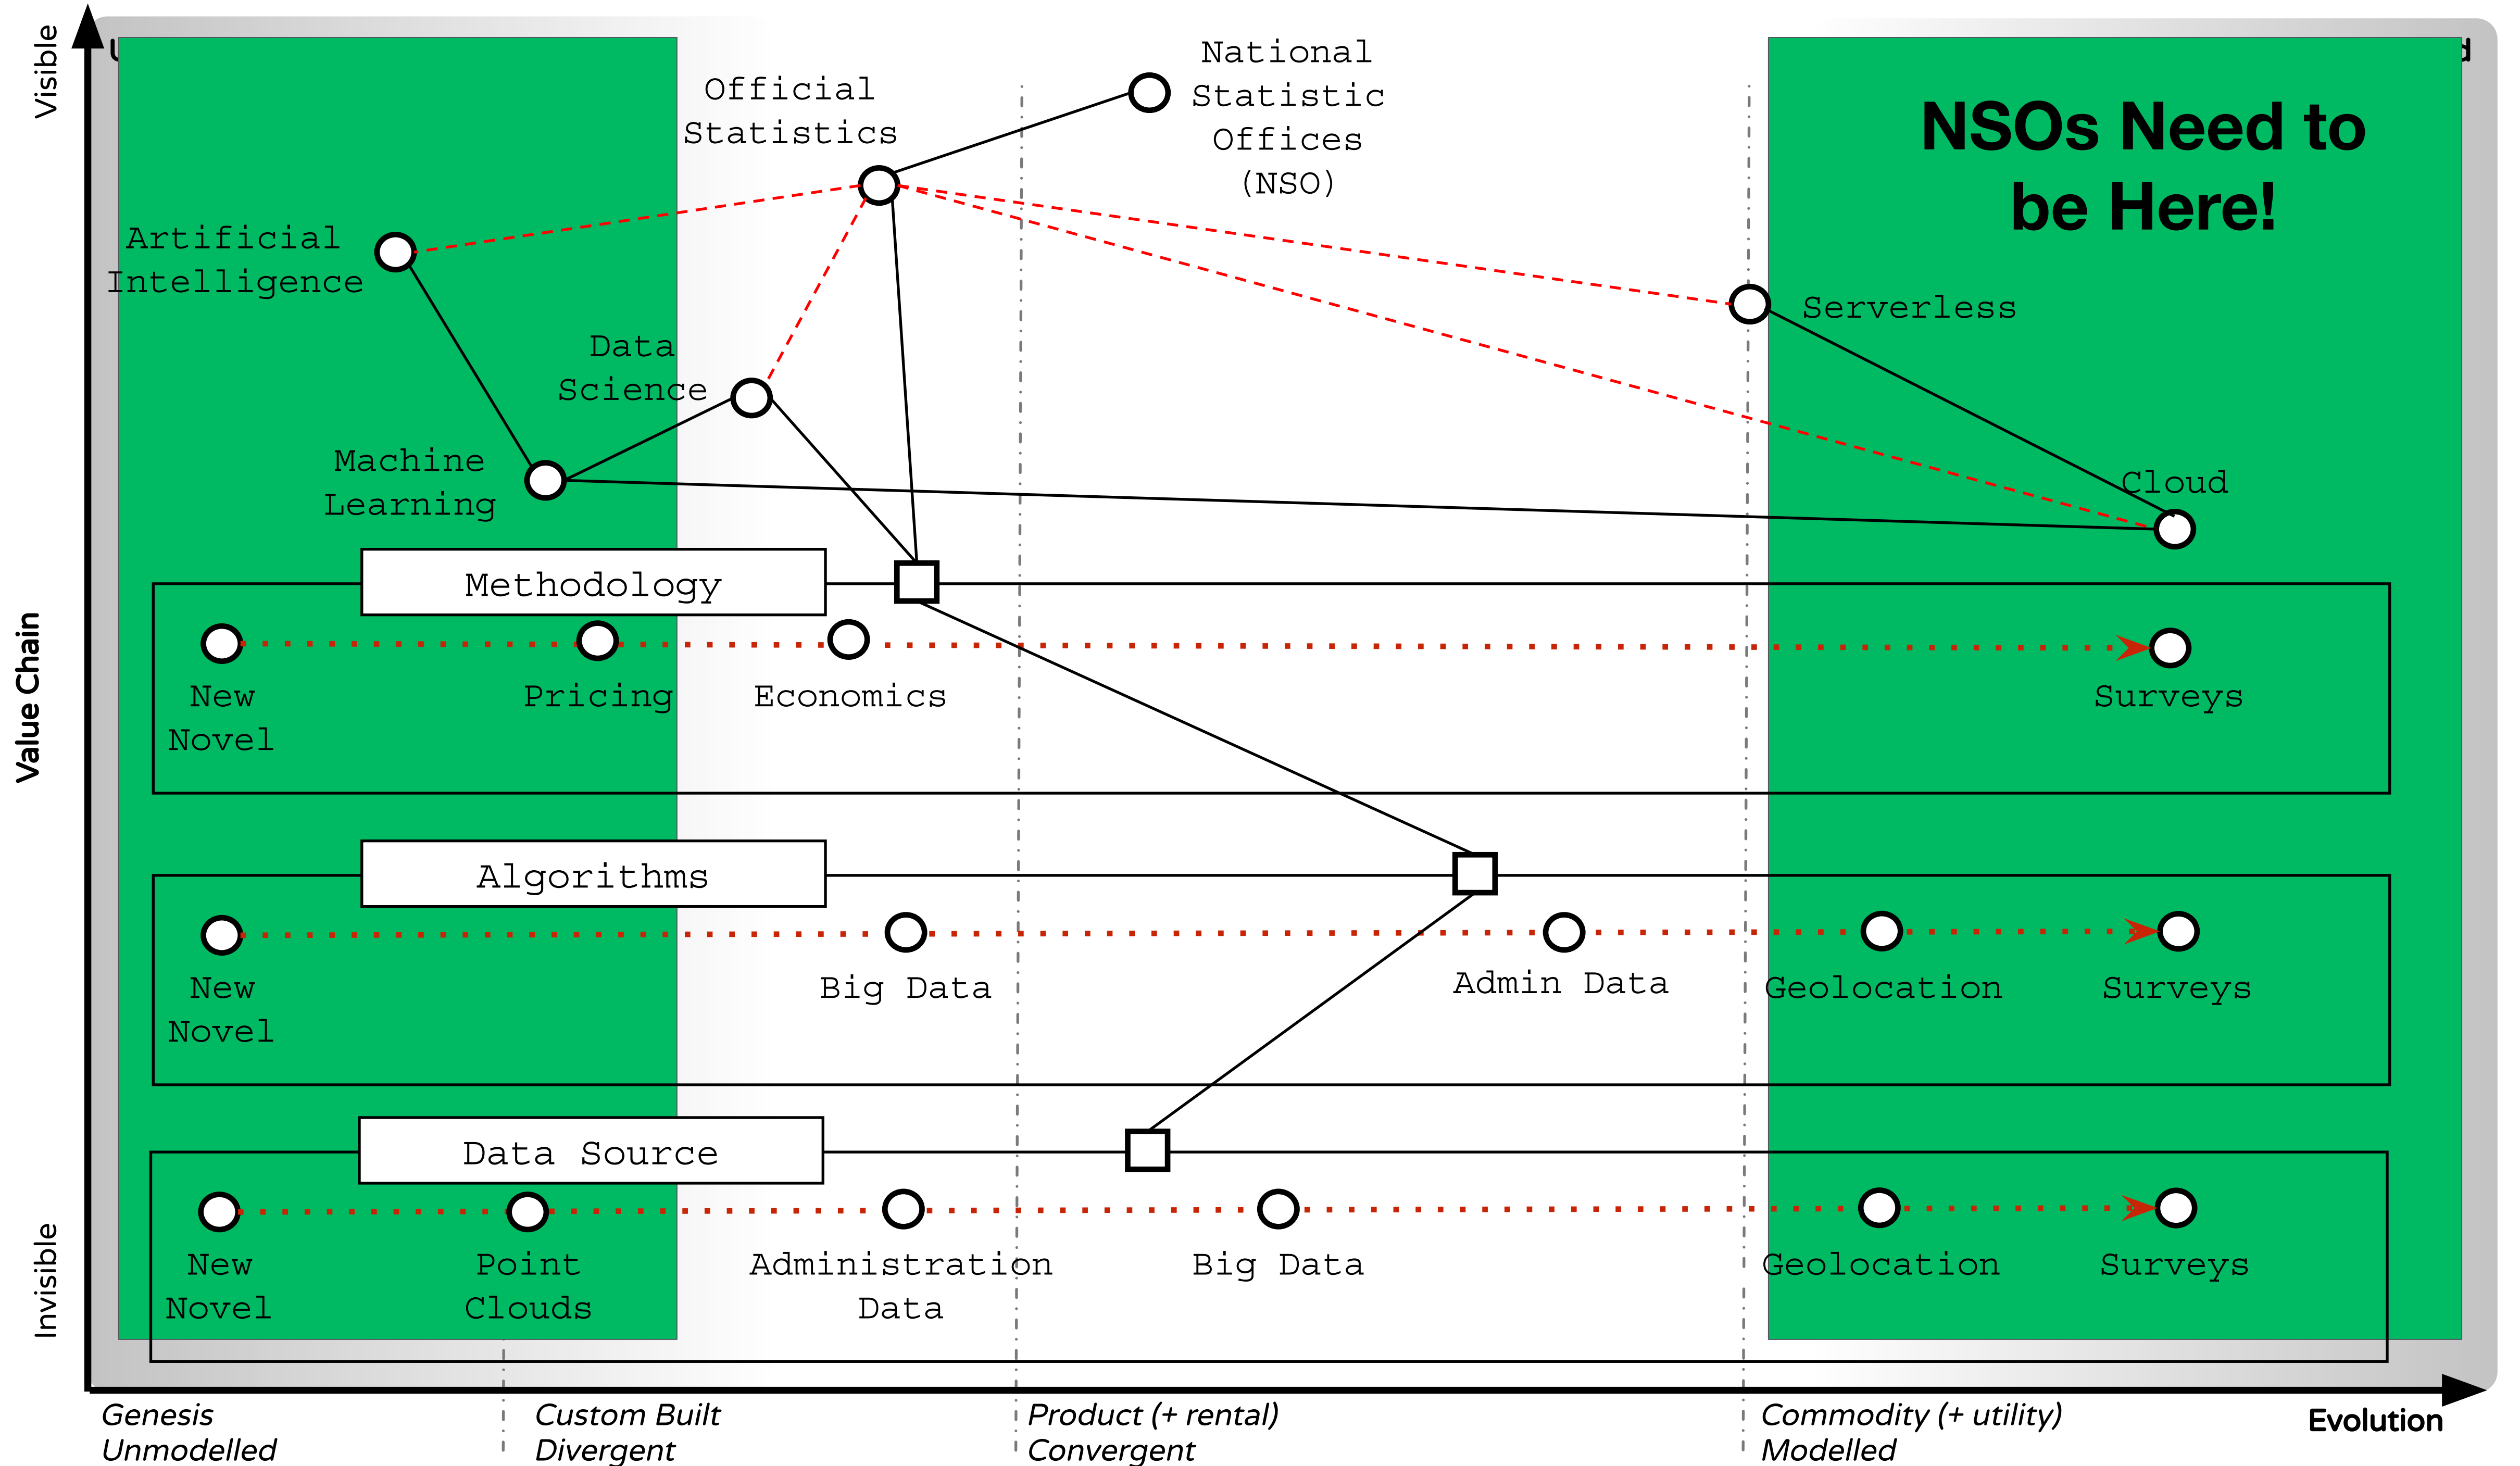 Visible
National
Statistic
Offices
(NSO)
Official
Statistics
NSOs Need to
be Here!
Artificial
Intelligence
Serverless
Data
Science
Machine
Learning
Cloud
Methodology
New
Novel
Pricing
Economics
Surveys
Value Chain
Algorithms
New
Novel
Big Data
Admin Data
Geolocation
Surveys
Data Source
New
Novel
Point
Clouds
Administration
Data
Big Data
Geolocation
Surveys
Invisible
Genesis
Unmodelled
Custom Built
Divergent
Product (+ rental)
Convergent
Commodity (+ utility)
Modelled
Evolution